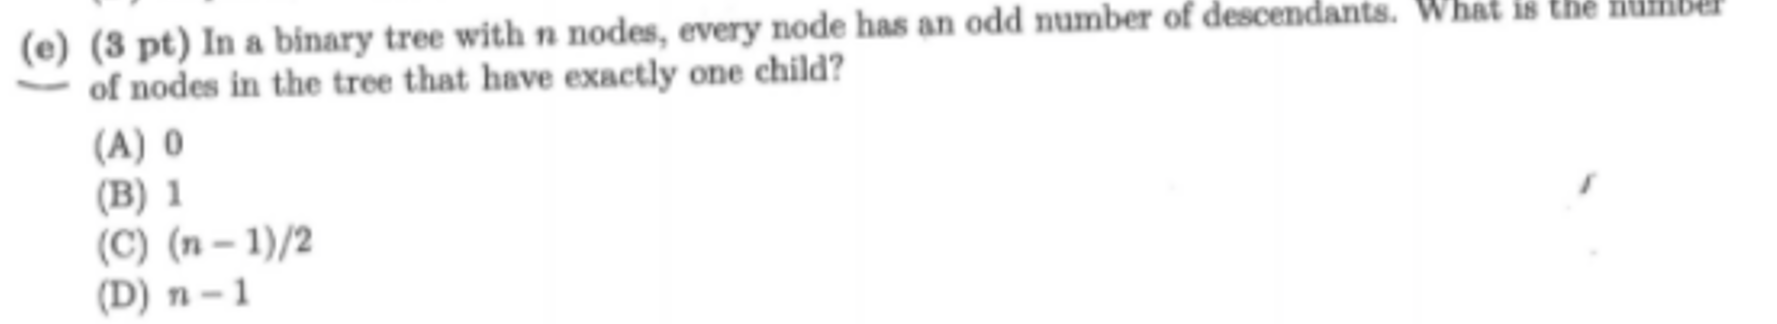 (e) (3 pt) In a binary tree with n nodes, every node has an odd number of descendants. What is the number
of nodes in the tree that have exactly one child?
(A) 0
(B) 1
(C) (n − 1)/2
(D) n − 1